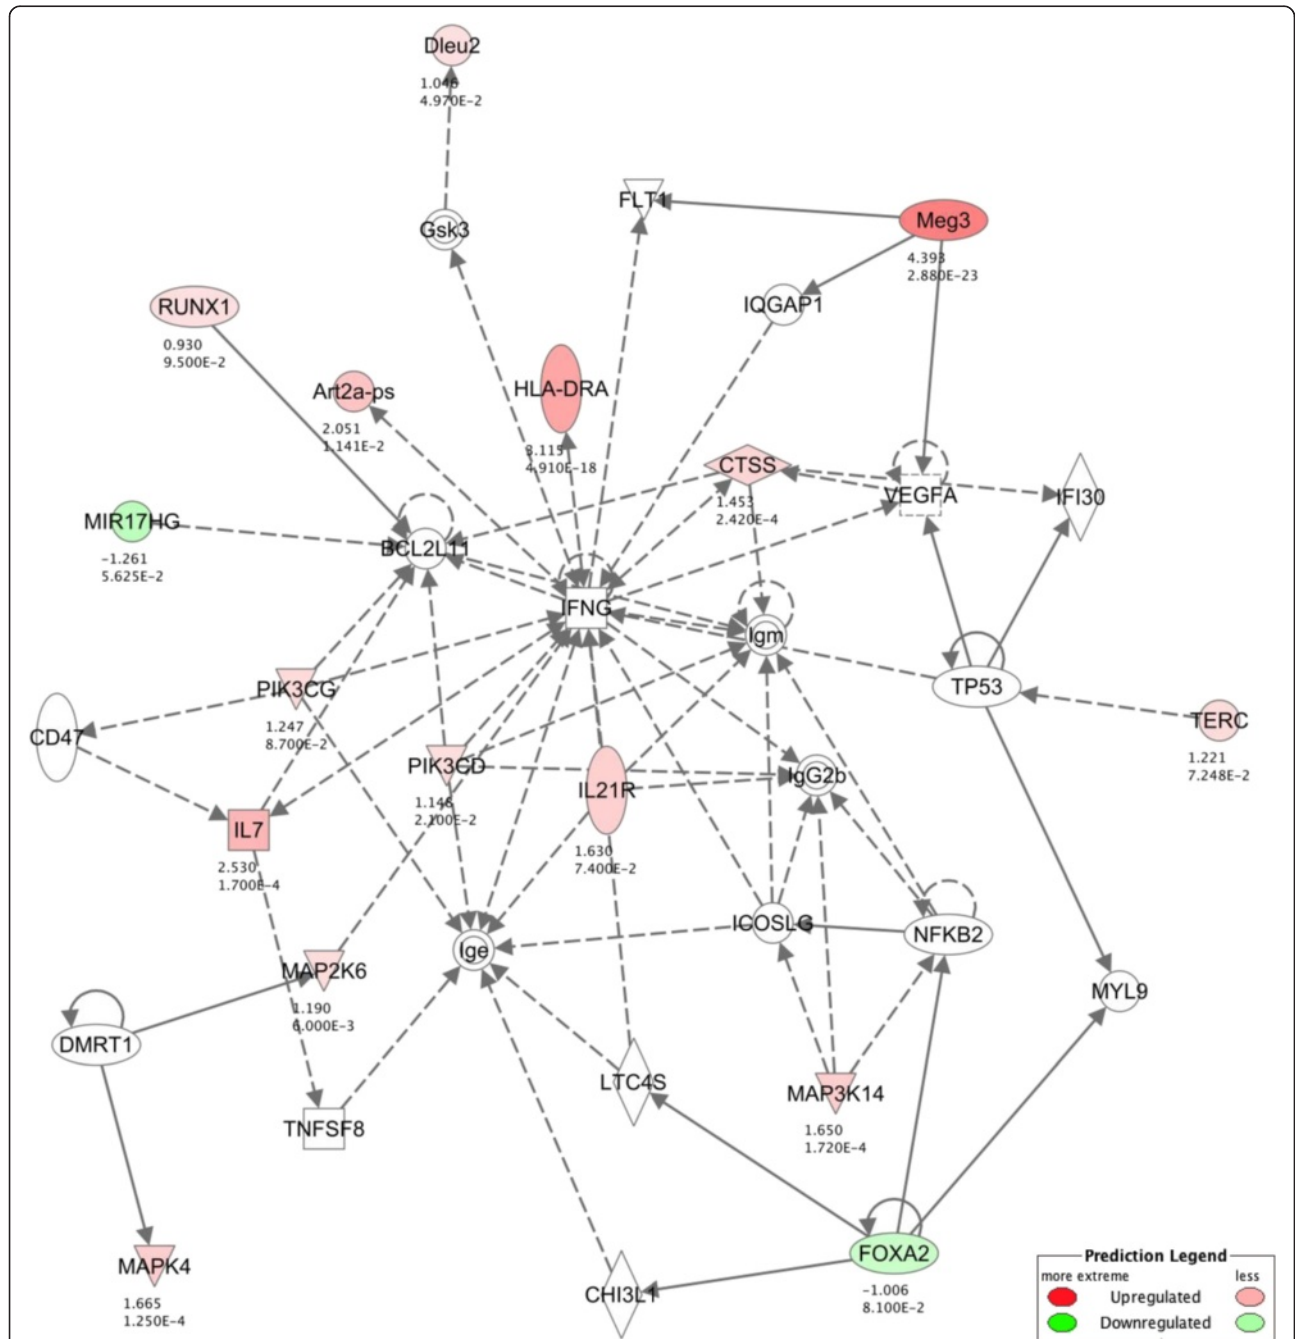 Dleu2
1.046
4.970E-2
FLT1
Meg3
4.393
2.880E-23
Gsk3
IQGAP1
RUNX1
0.930
9.500E-2
Art2a-ps
2.051
1.141E-2
HLA-DRA
3.115
4.910E-18
CTSS
1.453
2.420E-4
VEGFA
IFI30
MIR17HG
-1.261
5.625E-2
BCL2L11
IFNG
Igm
TP53
TERC
1.221
7.248E-2
PIK3CG
1.247
8.700E-2
CD47
PIK3CD
1.146
2.100E-2
IL21R
1.630
7.400E-2
IgG2b
IL7
2.530
1.700E-4
ICOSLG
NFKB2
Ige
MAP2K6
1.190
6.000E-3
MYL9
DMRT1
LTC4S
MAP3K14
1.650
1.720E-4
TNFSF8
MAPK4
1.665
1.250E-4
CHI3L1
FOXA2
-1.006
8.100E-2
Prediction Legend
more extreme less
Upregulated
Downregulated